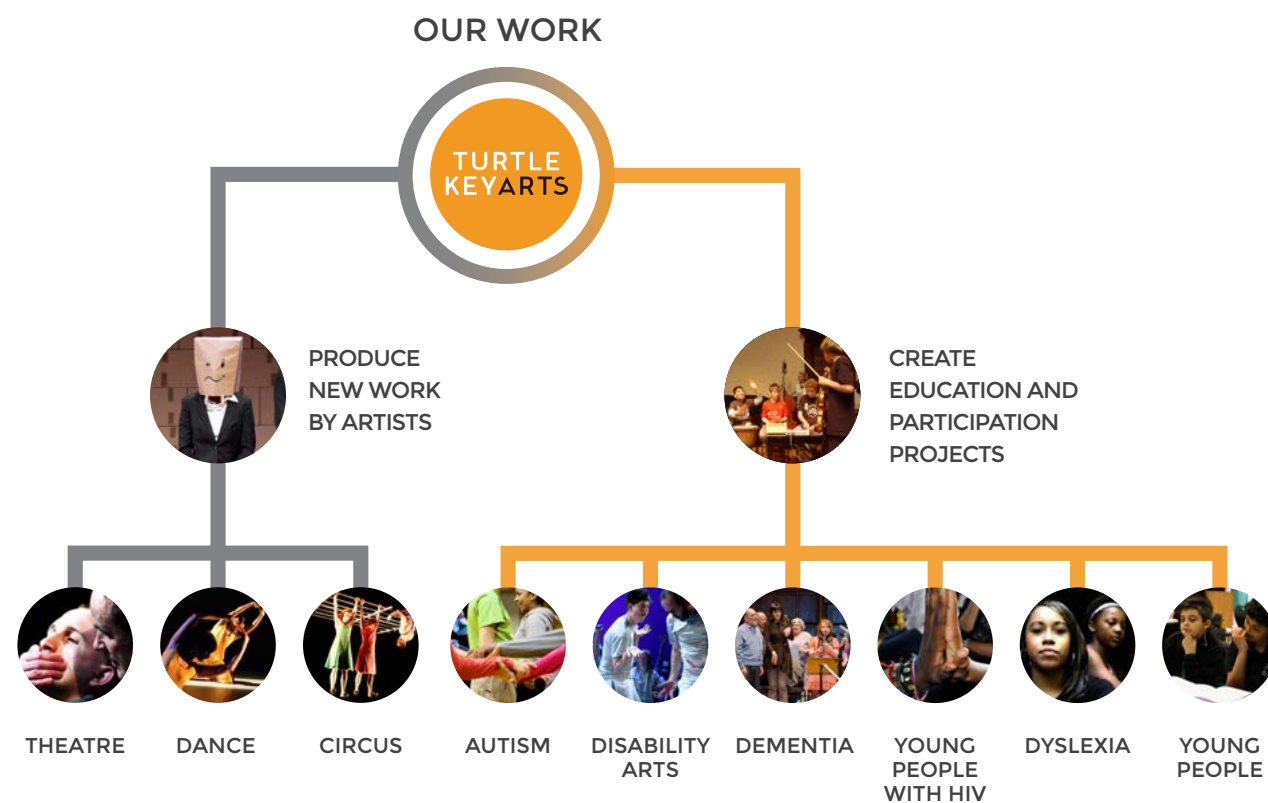 OUR WORK
TURTLE
KEYARTS
PRODUCE
NEW WORK
BY ARTISTS
CREATE
EDUCATION AND
PARTICIPATION
PROJECTS
THEATRE
DANCE
CIRCUS
AUTISM
DISABILITY
ARTS
DEMENTIA
YOUNG
PEOPLE
WITH HIV
DYSLEXIA
YOUNG
PEOPLE